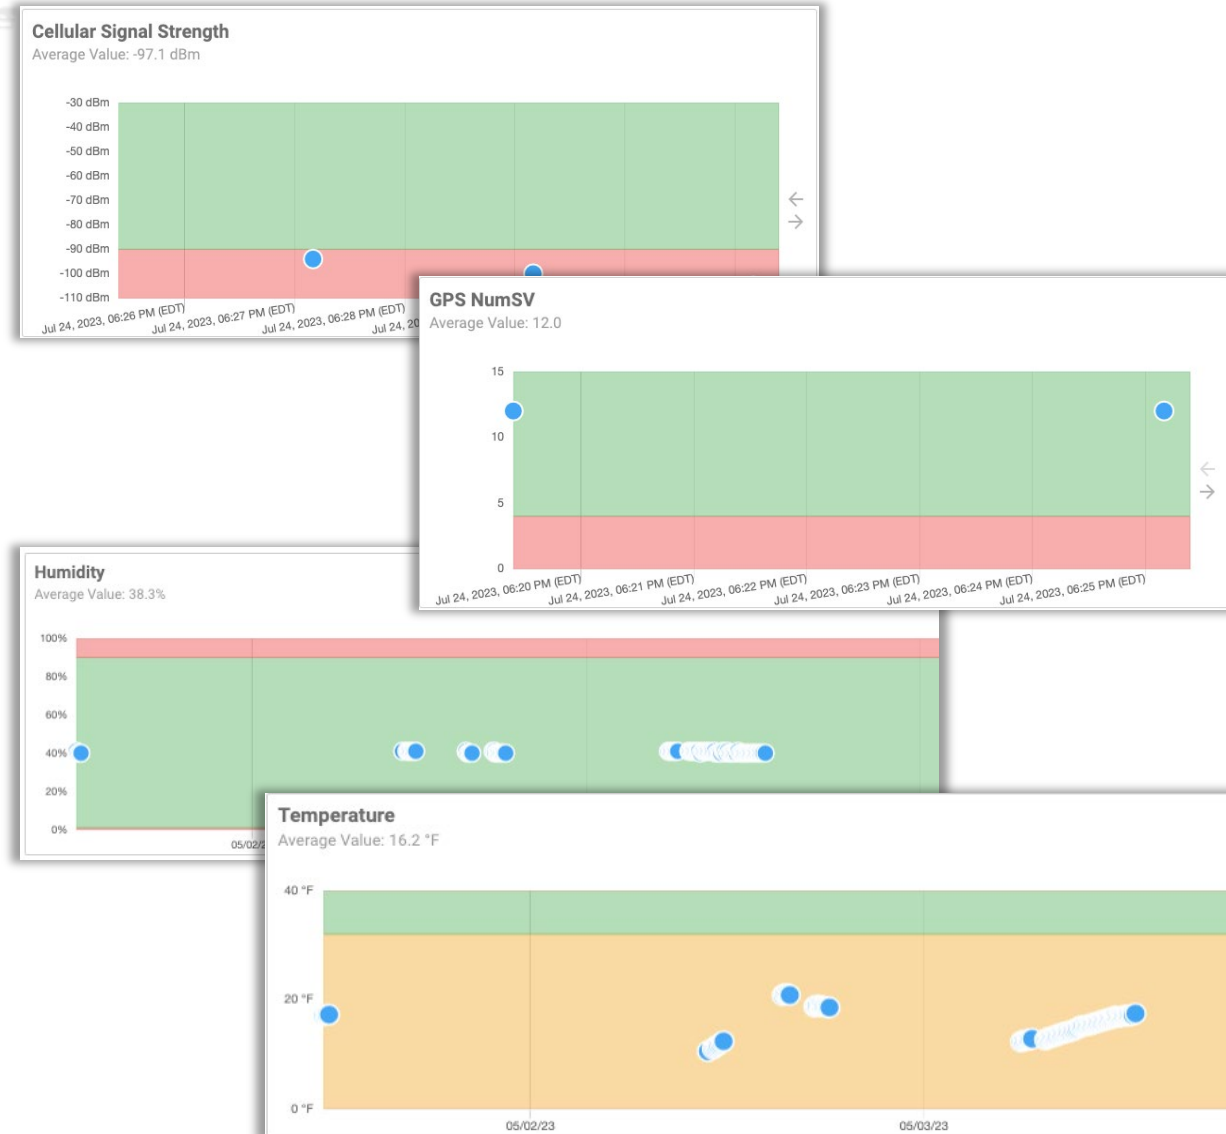 Cellular Signal Strength
Average Value: -97.1 dBm
-30 dBm
-40 dBm
-50 dBm
-60 dBm
-70 dBm
-80 dBm
-90 dBm
-100 dBm
-110 dBm
Jul 24, 2023, 06:26 PM (EDT)
Jul 24, 2023, 06:27 PM (EDT)
Jul 24, 2023, 06:28 PM (EDT)
Jul 24, 20
GPS NumSV
Average Value: 12.0
15
10
5
0
Jul 24, 2023, 06:20 PM (EDT)
Jul 24, 2023, 06:21 PM (EDT)
Jul 24, 2023, 06:22 PM (EDT)
Jul 24, 2023, 06:23 PM (EDT)
Jul 24, 2023, 06:24 PM (EDT)
Jul 24, 2023, 06:25 PM (EDT)
Humidity
Average Value: 38.3%
100%
80%
60%
40%
20%
0%
05/02/2
Temperature
Average Value: 16.2 °F
40 °F
20 °F
0 °F
05/02/23
05/03/23